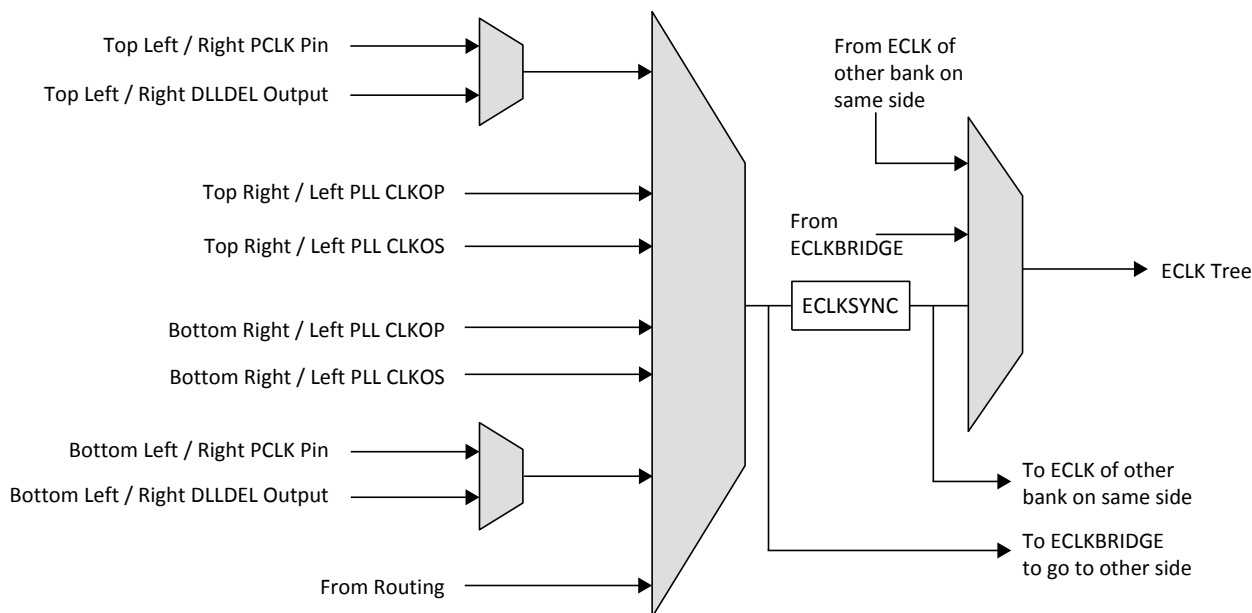 Top Left / Right PCLK Pin
Top Left / Right DLLDEL Output
Top Right / Left PLL CLKOP
Top Right / Left PLL CLKOS
Bottom Right / Left PLL CLKOP
Bottom Right / Left PLL CLKOS
Bottom Left / Right PCLK Pin
Bottom Left / Right DLLDEL Output
From Routing
ECLKSYNC
From ECLK of
other bank on
same side
From
ECLKBRIDGE
ECLK Tree
To ECLK of other
bank on same side
To ECLKBRIDGE
to go to other side